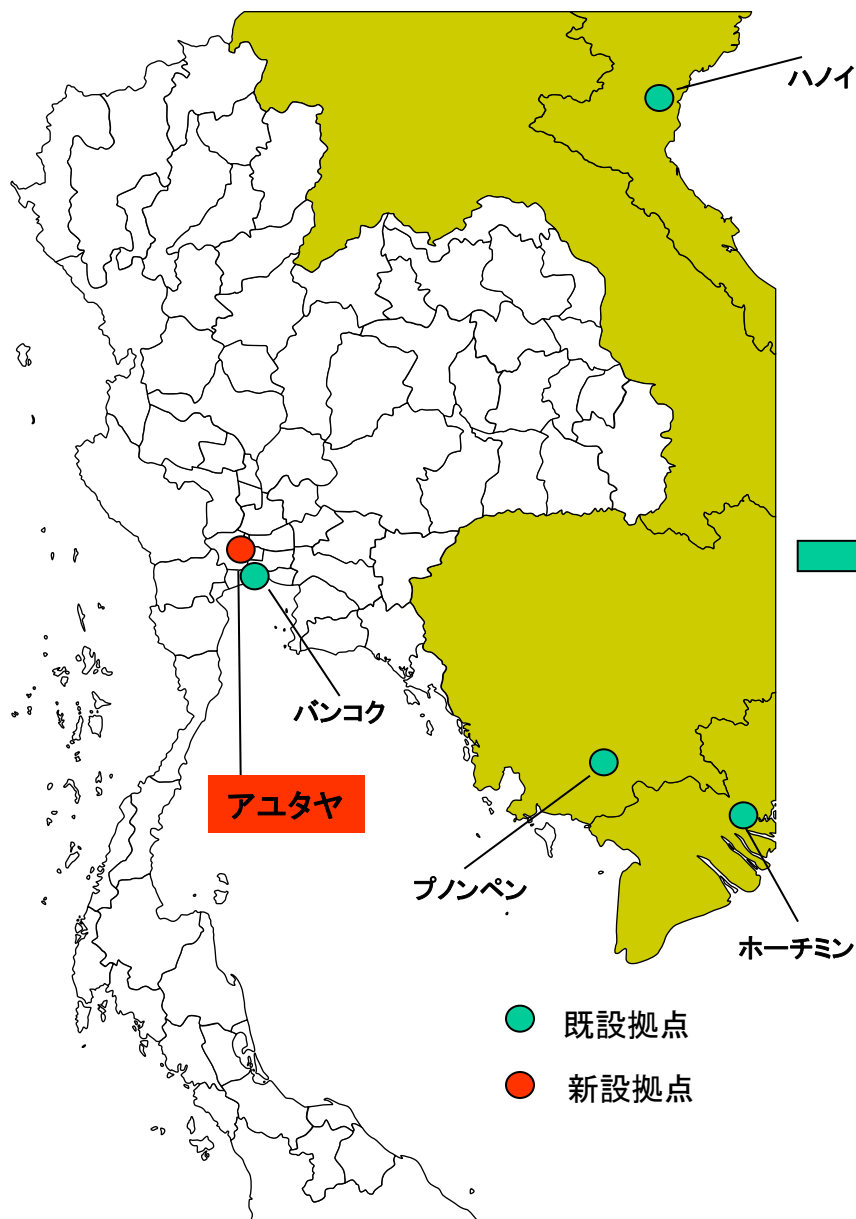 ハノイ
バンコク
アユタヤ
プノンペン
ホーチミン
既設拠点
新設拠点